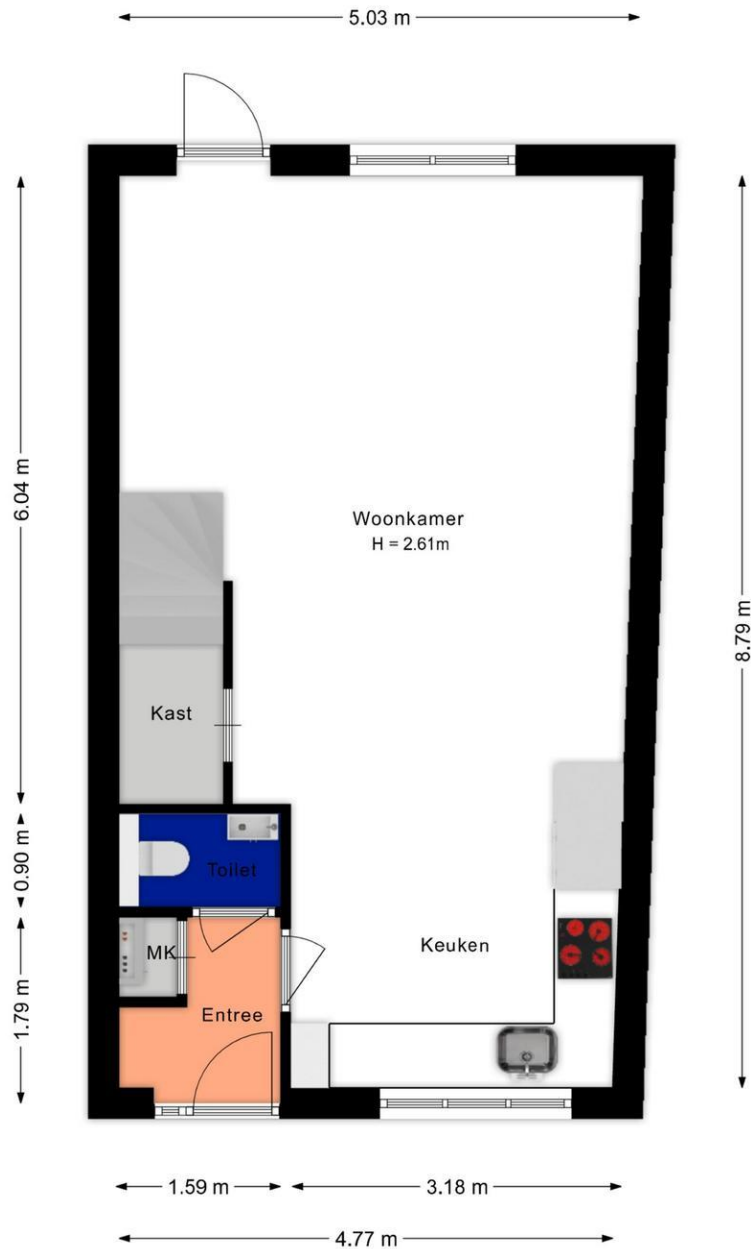 5.03 m
6.04 m
Woonkamer
H = 2.61m
8.79 m
Kast
0.90 m
Toilet
Keuken
MK
1.79 m
Entree
1.59 m
3.18 m
4.77 m